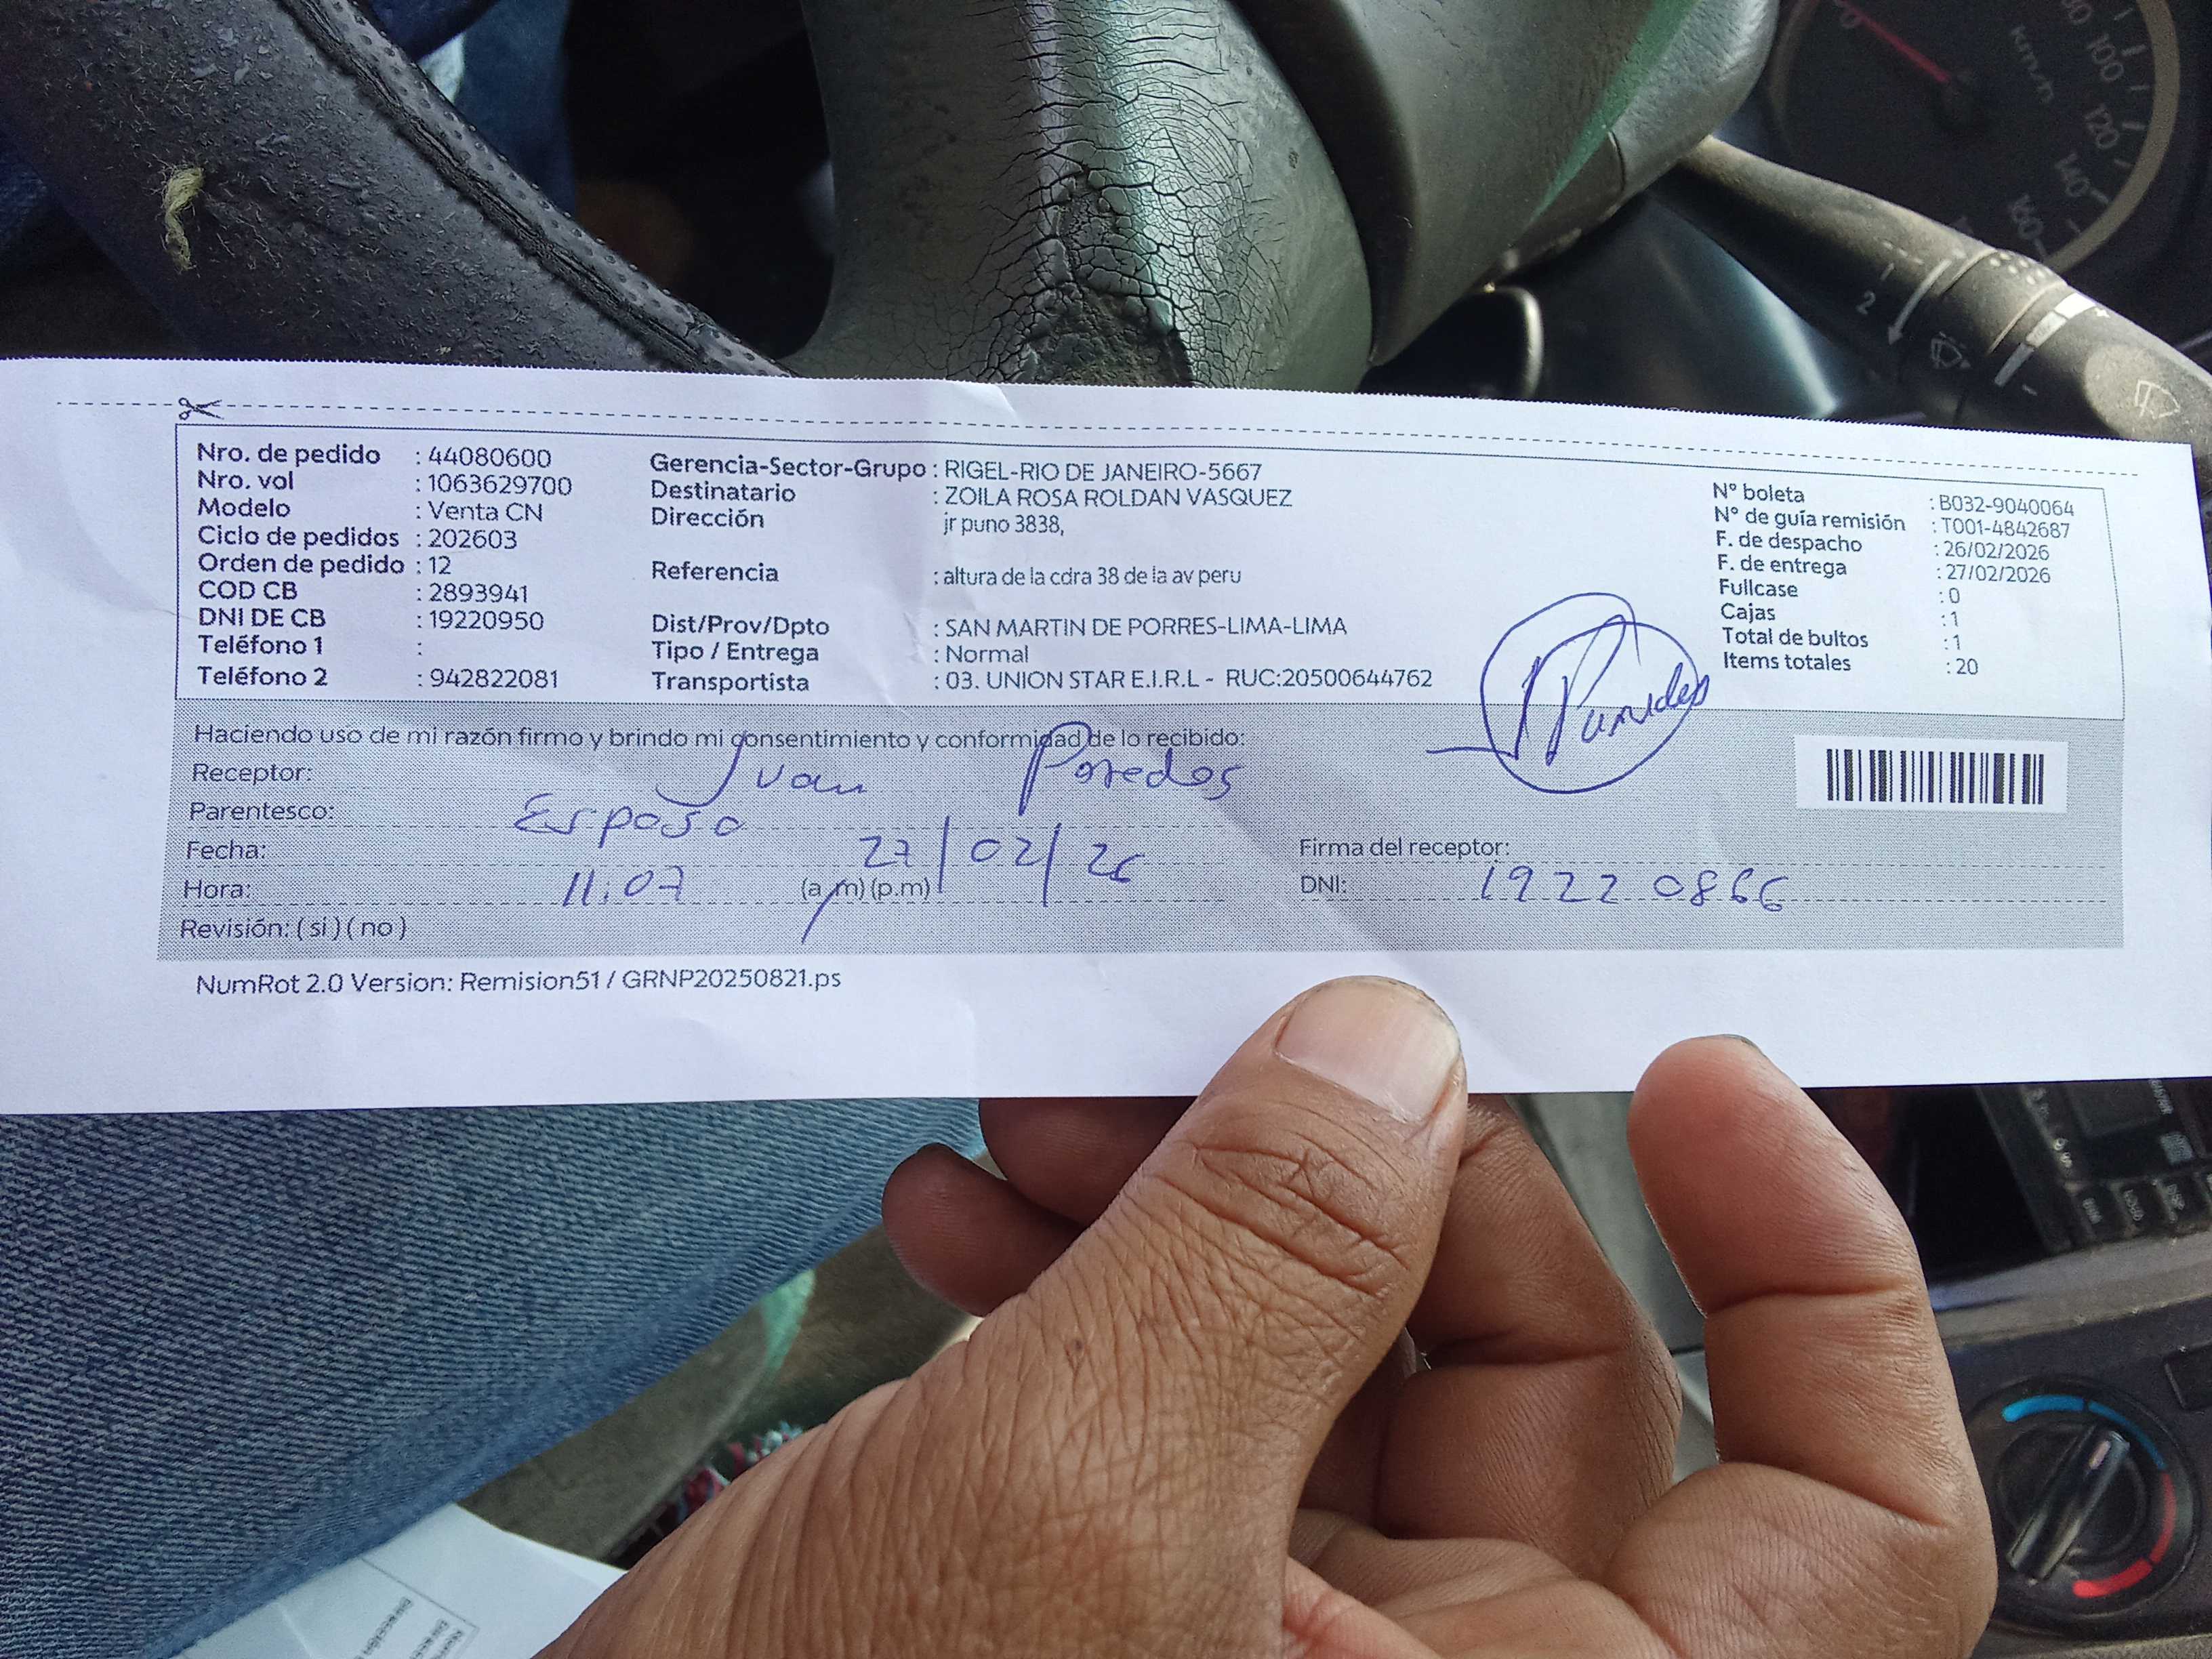 Nro. de pedido : 44080600
Nro. vol : 1063629700
Modelo : Venta CN
Ciclo de pedidos : 202603
Orden de pedido : 12
COD CB : 2893941
DNI DE CB : 19220950
Teléfono 1 :
Teléfono 2 : 942822081
Gerencia-Sector-Grupo : RIGEL-RIO DE JANEIRO-5667
Destinatario : ZOILA ROSA ROLDAN VASQUEZ
Dirección jr puno 3838,
Referencia : altura de la cdra 38 de la av peru
Dist/Prov/Dpto : SAN MARTIN DE PORRES-LIMA-LIMA
Tipo / Entrega : Normal
Transportista : 03. UNION STAR E.I.R.L - RUC:20500644762
N° boleta : B032-9040064
N° de guía remisión : T001-4842687
F. de despacho : 26/02/2026
F. de entrega : 27/02/2026
Fullcase : 0
Cajas : 1
Total de bultos : 1
Items totales : 20
Haciendo uso de mi razón firmo y brindo mi consentimiento y conformidad de lo recibido:
Receptor: Juan Paredes
Parentesco: Esposo
Fecha: 27/02/26
Hora: 11:07 (a.m) (p.m)
Revisión: ( si ) ( no )
Firma del receptor:
DNI: 19220866
NumRot 2.0 Version: Remision51 / GRNP20250821.ps
km/h
100
120
140
160
1
2